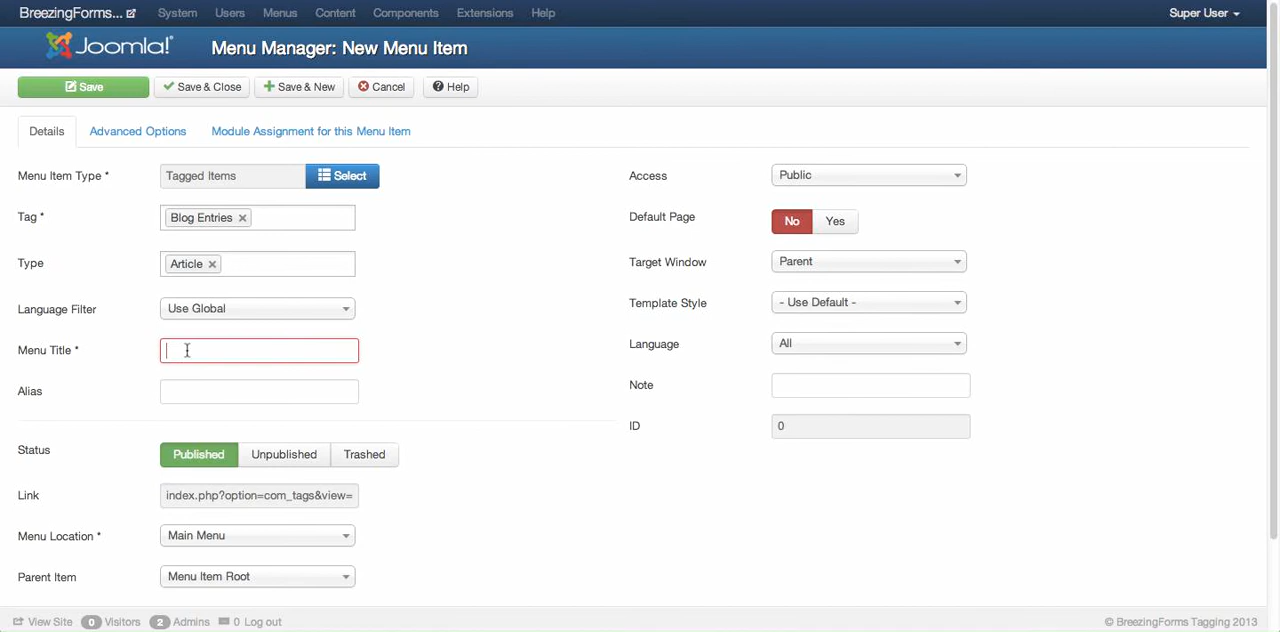 BreezingForms... System Users Menus Content Components Extensions Help Super User
Joomla!® Menu Manager: New Menu Item
Save Save & Close Save & New Cancel Help
Details Advanced Options Module Assignment for this Menu Item
Menu Item Type * Tagged Items Select
Tag * Blog Entries
Type Article
Language Filter Use Global
Menu Title *
Alias
Status Published Unpublished Trashed
Link index.php?option=com_tags&view=
Menu Location * Main Menu
Parent Item Menu Item Root
Access Public
Default Page No Yes
Target Window Parent
Template Style - Use Default -
Language All
Note
ID 0
View Site 0 Visitors 2 Admins 0 Log out © BreezingForms Tagging 2013